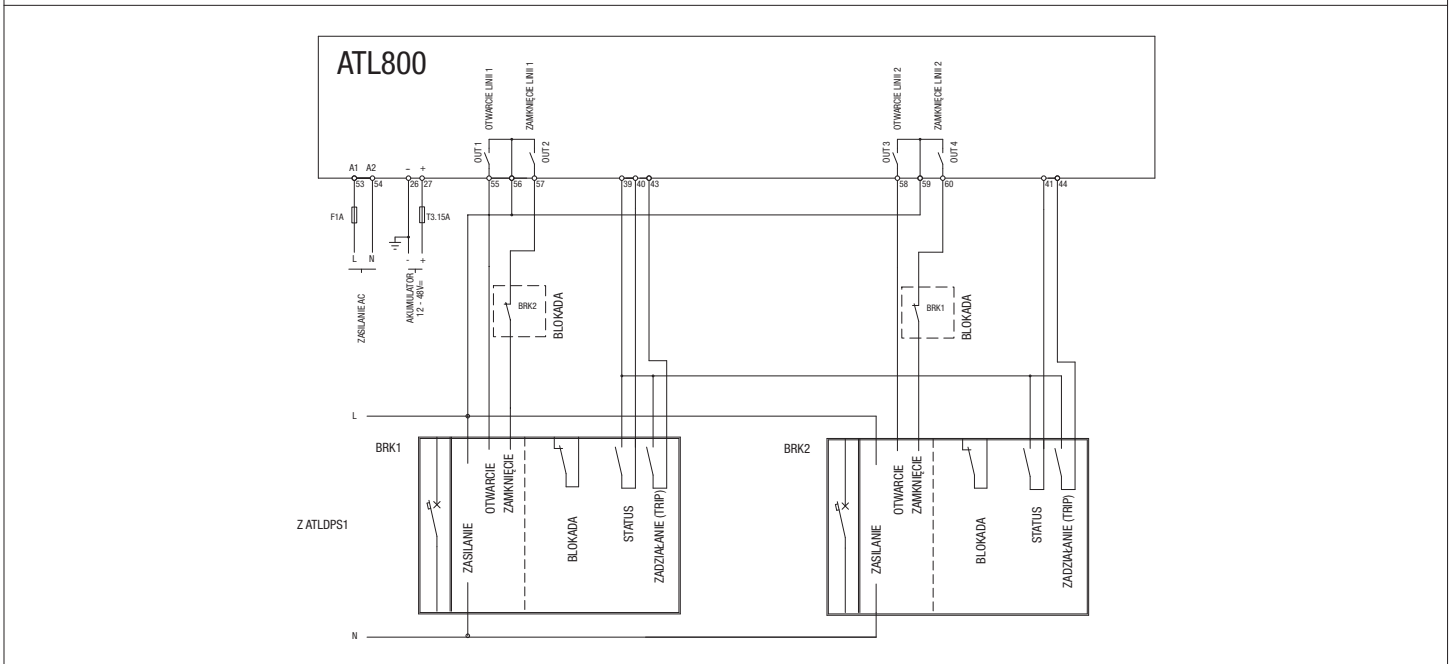 ATL800
OTWARCIE LINII 1
ZAMKNIĘCIE LINII 1
OTWARCIE LINII 2
ZAMKNIĘCIE LINII 2
OUT 1
OUT 2
OUT 3
OUT 4
A1 A2 - +
53 54 26 27 55 56 57 39 40 43 58 59 60 41 44
F1A
T3.15A
L N - +
ZASILANIE AC
AKUMULATOR
12 - 48V=
BRK2
BLOKADA
BRK1
BLOKADA
L
BRK1
BRK2
Z ATLDPS1
ZASILANIE
OTWARCIE
ZAMKNIĘCIE
BLOKADA
STATUS
ZADZIAŁANIE (TRIP)
ZASILANIE
OTWARCIE
ZAMKNIĘCIE
BLOKADA
STATUS
ZADZIAŁANIE (TRIP)
N